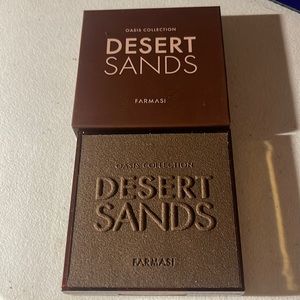 OASIS COLLECTION
DESERT
SANDS
FARMASI
OASIS COLLECTION
DESERT
SANDS
FARMASI